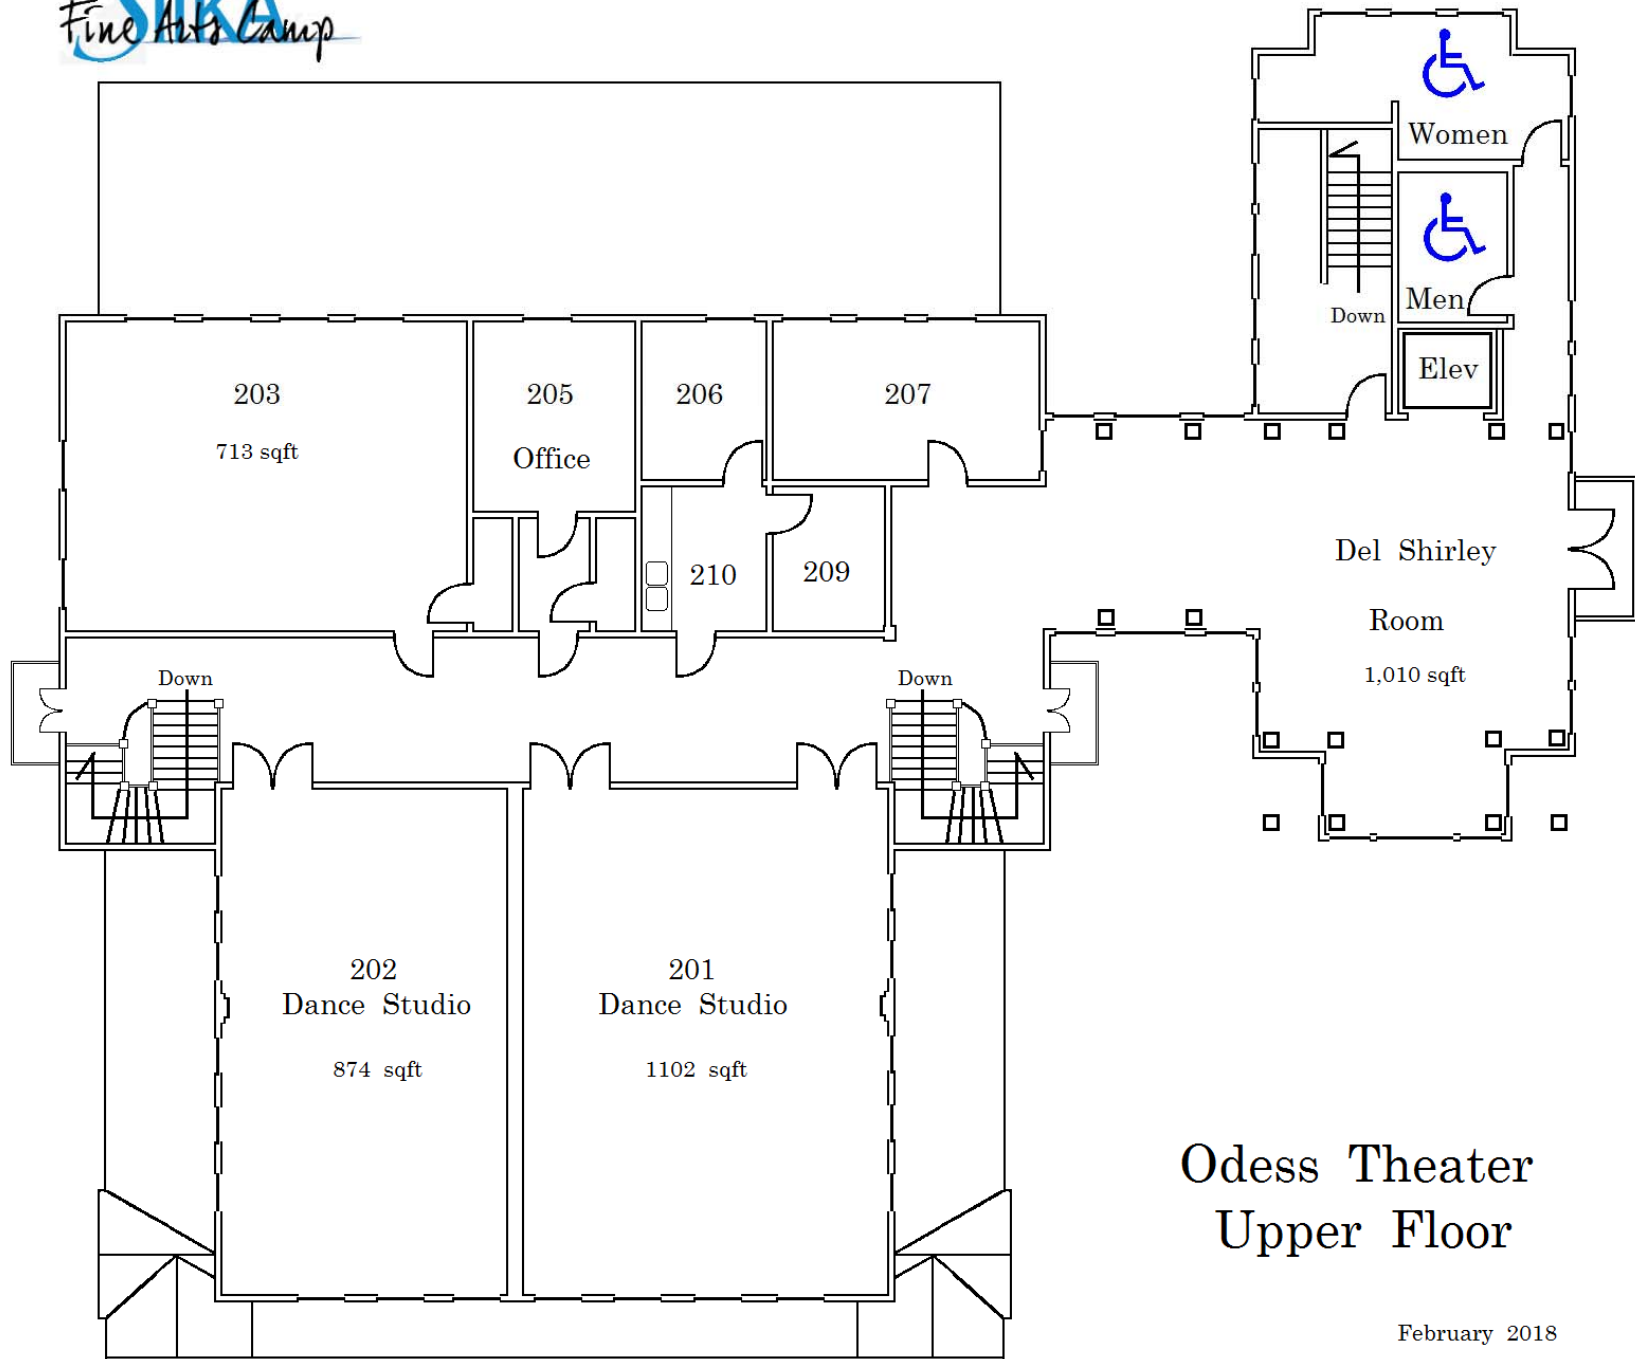 SITKA
Fine Arts Camp
Women
Men
Down
Elev
203
713 sqft
205
Office
206
207
210
209
Del Shirley
Room
1,010 sqft
Down
Down
202
Dance Studio
874 sqft
201
Dance Studio
1102 sqft
Odess Theater
Upper Floor
February 2018